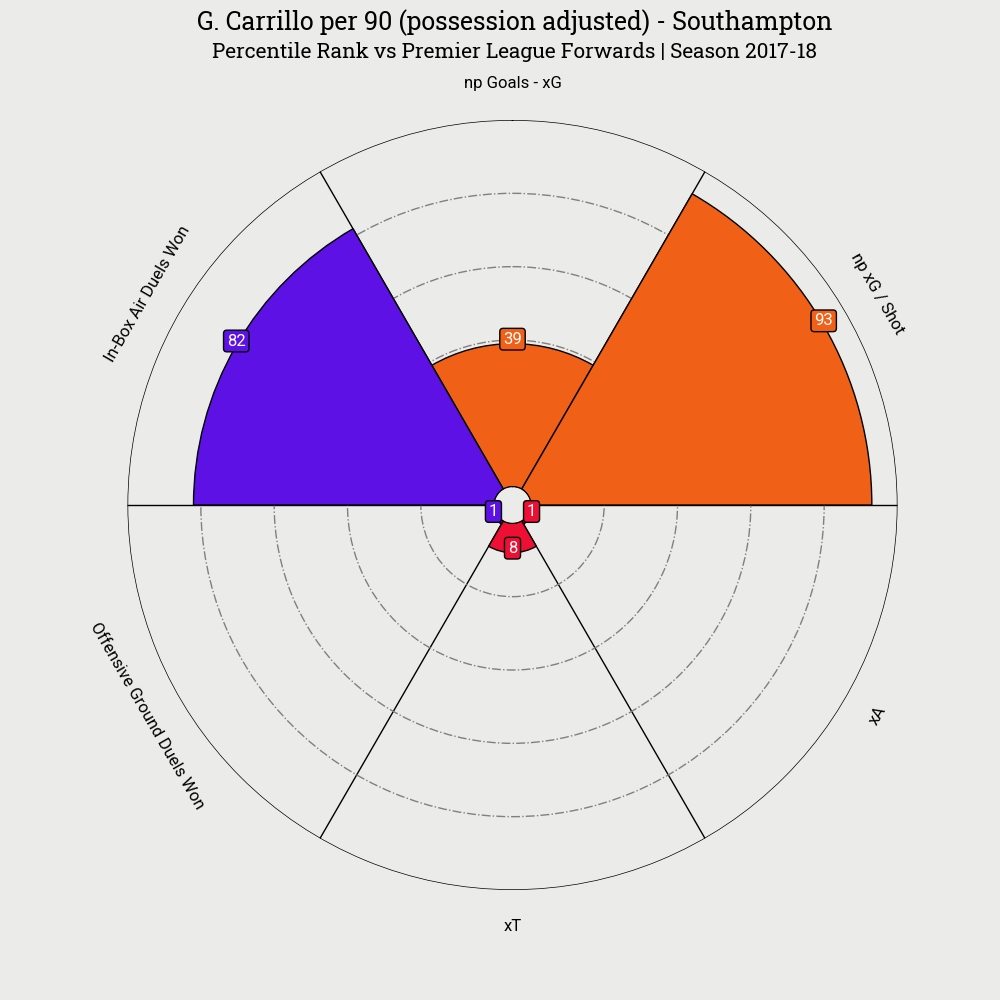 G. Carrillo per 90 (possession adjusted) - Southampton
Percentile Rank vs Premier League Forwards | Season 2017-18
np Goals - xG
In-Box Air Duels Won
np xG / Shot
93
39
82
1
1
8
Offensive Ground Duels Won
xA
xT